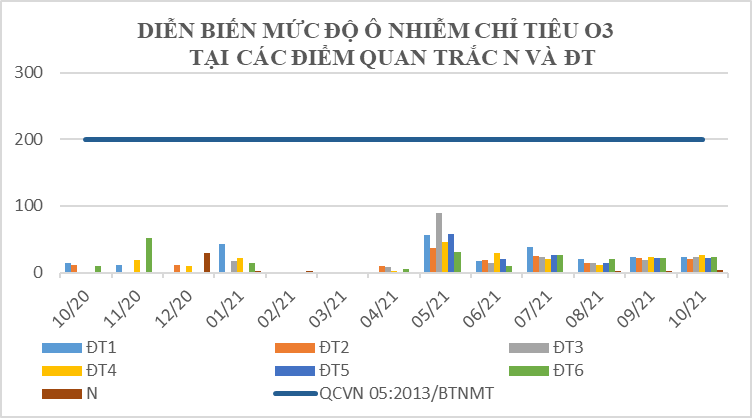 DIỄN BIẾN MỨC ĐỘ Ô NHIỄM CHỈ TIÊU O3
TẠI CÁC ĐIỂM QUAN TRẮC N VÀ ĐT
300
200
100
0
10/20 11/20 12/20 01/21 02/21 03/21 04/21 05/21 06/21 07/21 08/21 09/21 10/21
ĐT1 ĐT2 ĐT3
ĐT4 ĐT5 ĐT6
N QCVN 05:2013/BTNMT